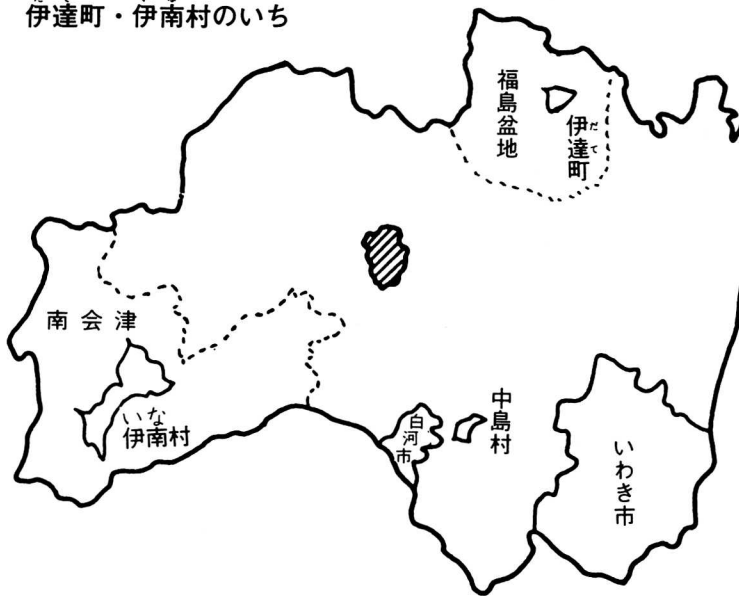 伊達町・伊南村のいち
福島盆地
だて
伊達町
南会津
いな
伊南村
白河市
中島村
いわき市